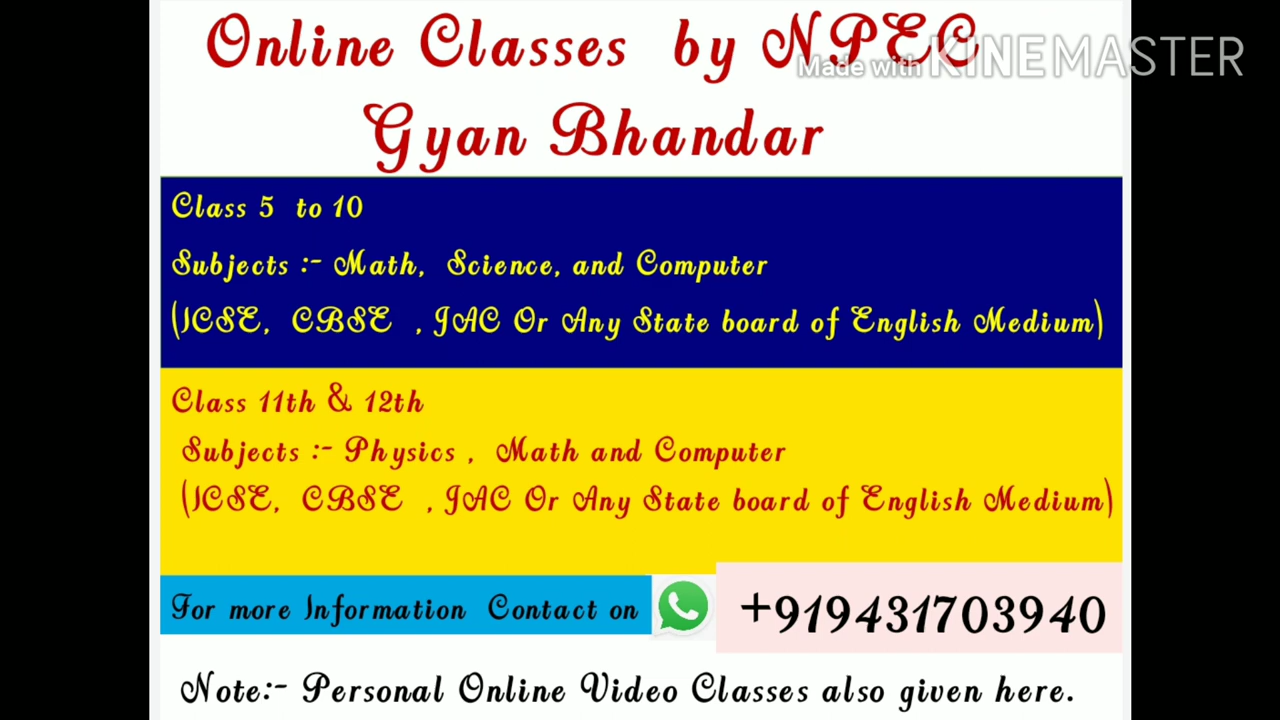 Online Classes by NPEC
Made with KINEMASTER
Gyan Bhandar
Class 5 to 10
Subjects :- Math, Science, and Computer
(ICSE, CBSE , JAC Or Any State board of English Medium)
Class 11th & 12th
Subjects :- Physics , Math and Computer
(ICSE, CBSE , JAC Or Any State board of English Medium)
For more Information Contact on +919431703940
Note:- Personal Online Video Classes also given here.